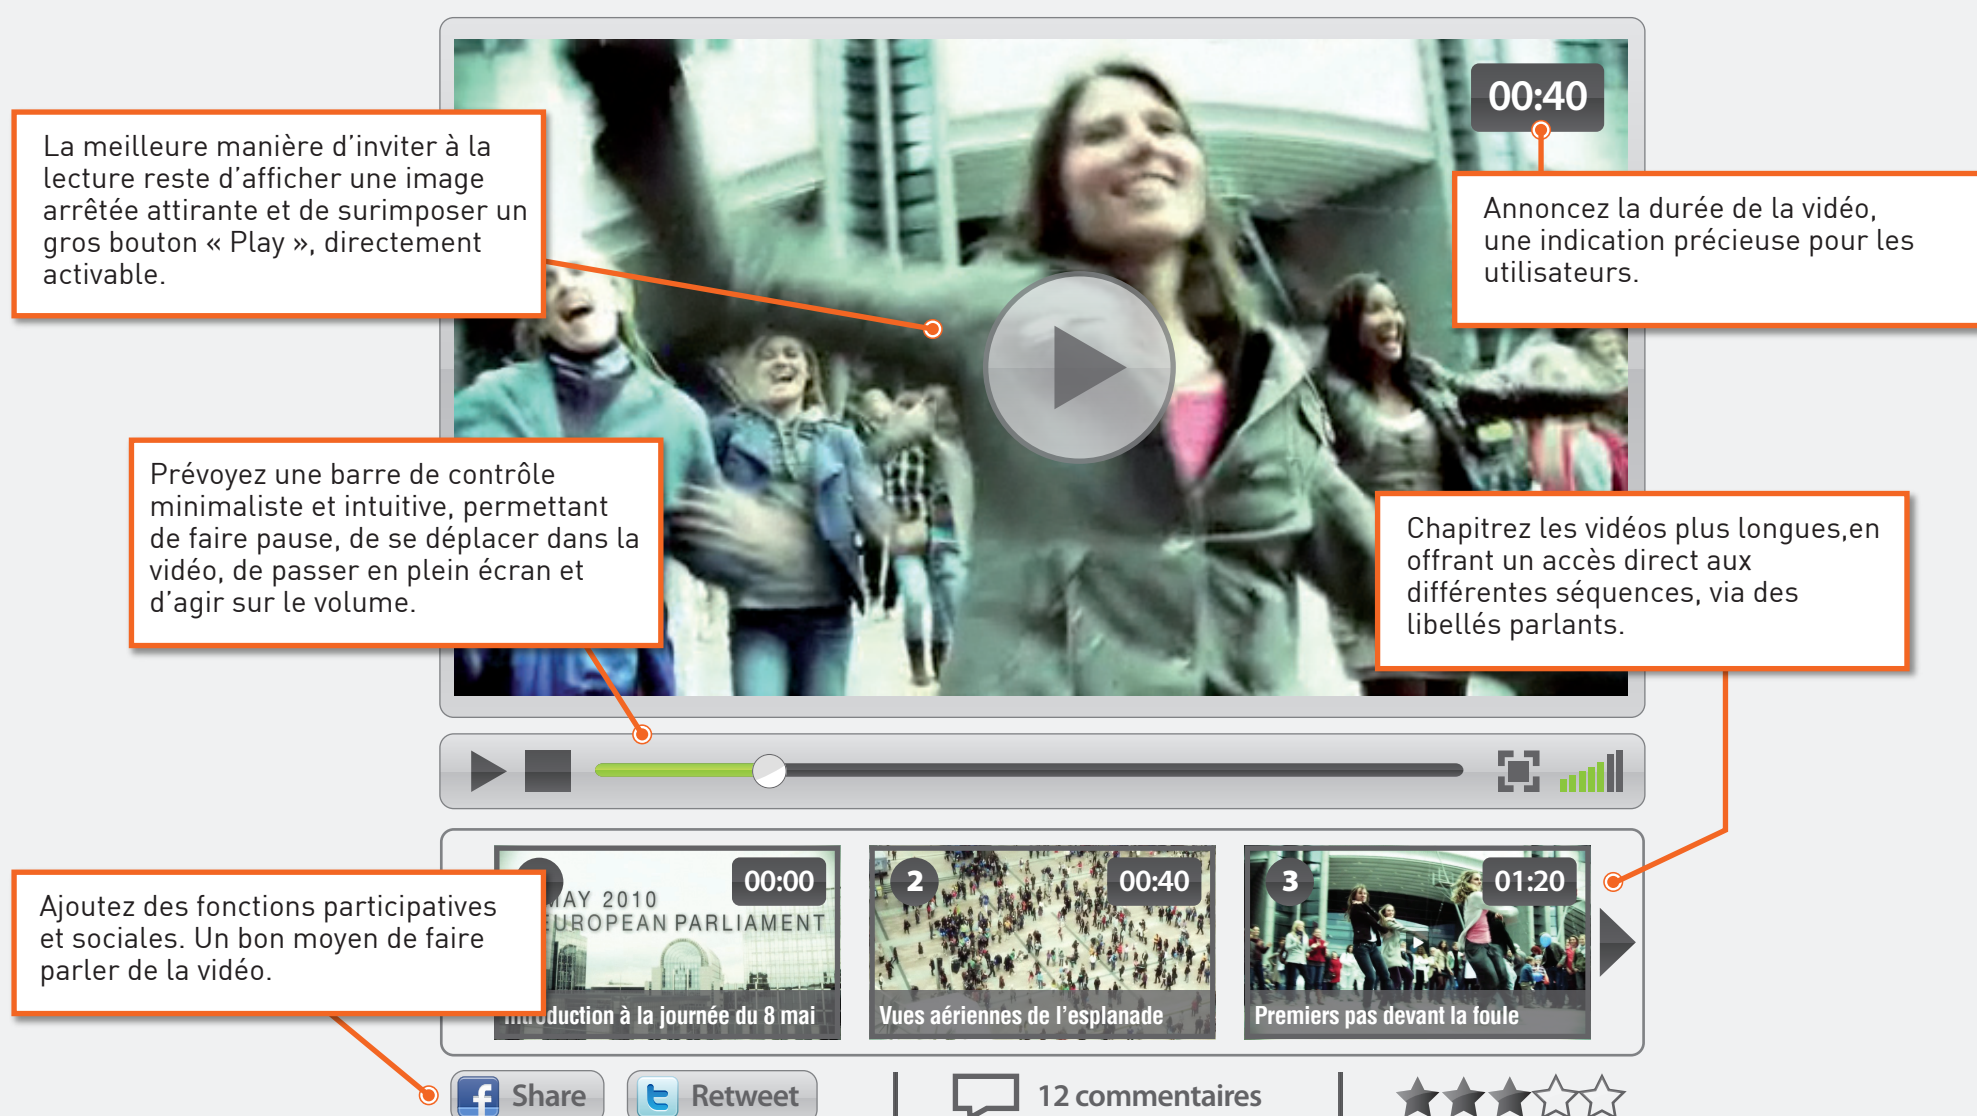 00:40
La meilleure manière d’inviter à la
lecture reste d’afficher une image
arrêtée attirante et de surimposer un
gros bouton « Play », directement
activable.
Annoncez la durée de la vidéo,
une indication précieuse pour les
utilisateurs.
Prévoyez une barre de contrôle
minimaliste et intuitive, permettant
de faire pause, de se déplacer dans la
vidéo, de passer en plein écran et
d’agir sur le volume.
Chapitrez les vidéos plus longues,en
offrant un accès direct aux
différentes séquences, via des
libellés parlants.
Ajoutez des fonctions participatives
et sociales. Un bon moyen de faire
parler de la vidéo.
00:00
MAY 2010
EUROPEAN PARLIAMENT
Introduction à la journée du 8 mai
2
00:40
Vues aériennes de l’esplanade
3
01:20
Premiers pas devant la foule
f Share
t Retweet
12 commentaires